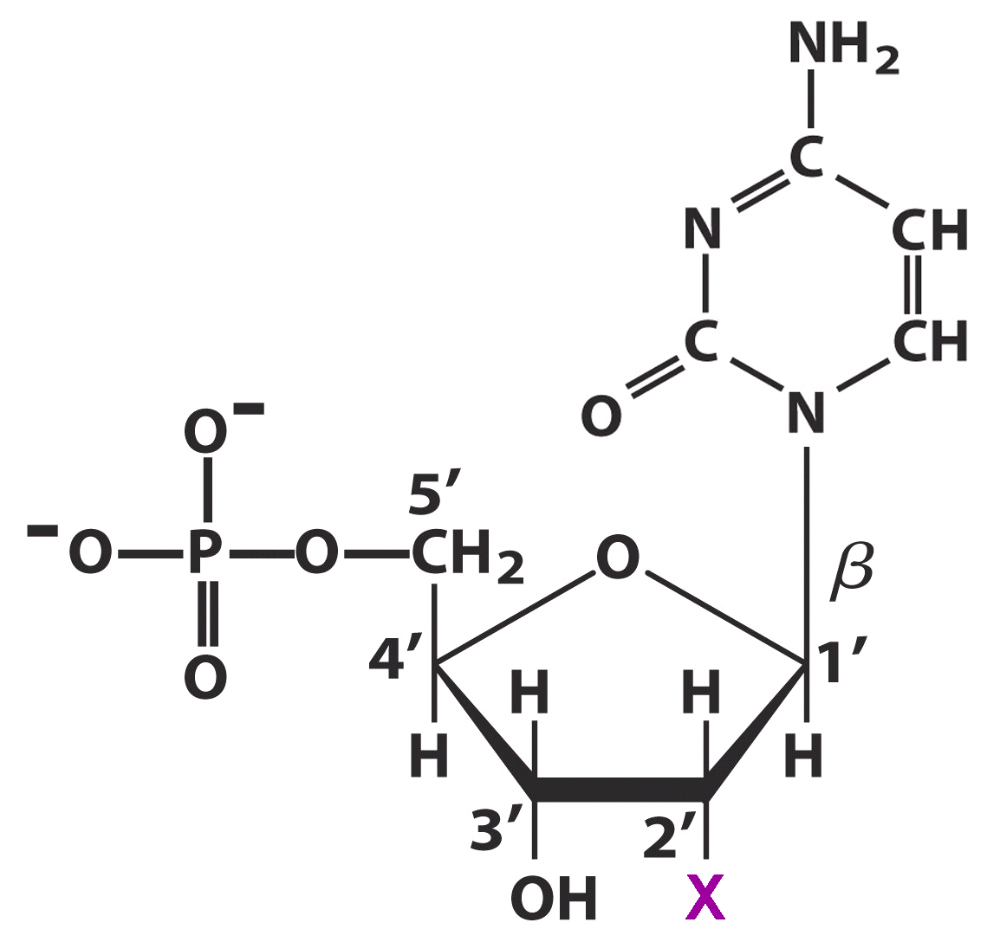 NH₂
C
N CH
C CH
O N
O⁻
5′
⁻O P O CH₂ O β
4′ 1′
O H H
H H
3′ 2′
OH X